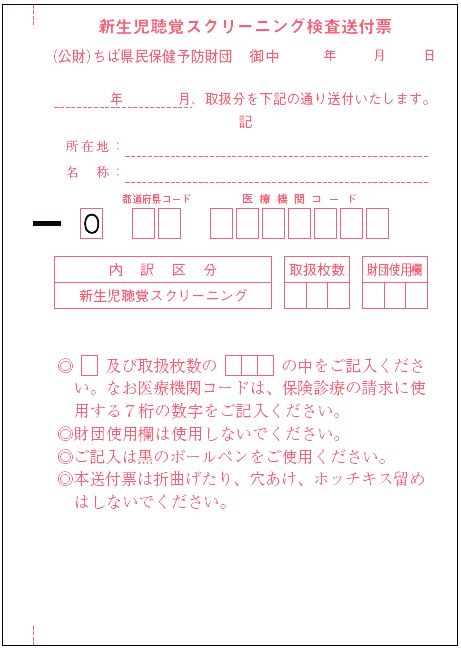 新生児聴覚スクリーニング検査送付票
(公財)ちば県民保健予防財団　御中　　年　　月　　日
年　　月、取扱分を下記の通り送付いたします。
記
所在地：
名　称：
都道府県コード　医療機関コード
0
内　訳　区　分　取扱枚数　財団使用欄
新生児聴覚スクリーニング
◎□及び取扱枚数の□□□の中をご記入くださ
い。なお医療機関コードは、保険診療の請求に使
用する７桁の数字をご記入ください。
◎財団使用欄は使用しないでください。
◎ご記入は黒のボールペンをご使用ください。
◎本送付票は折曲げたり、穴あけ、ホッチキス留め
はしないでください。